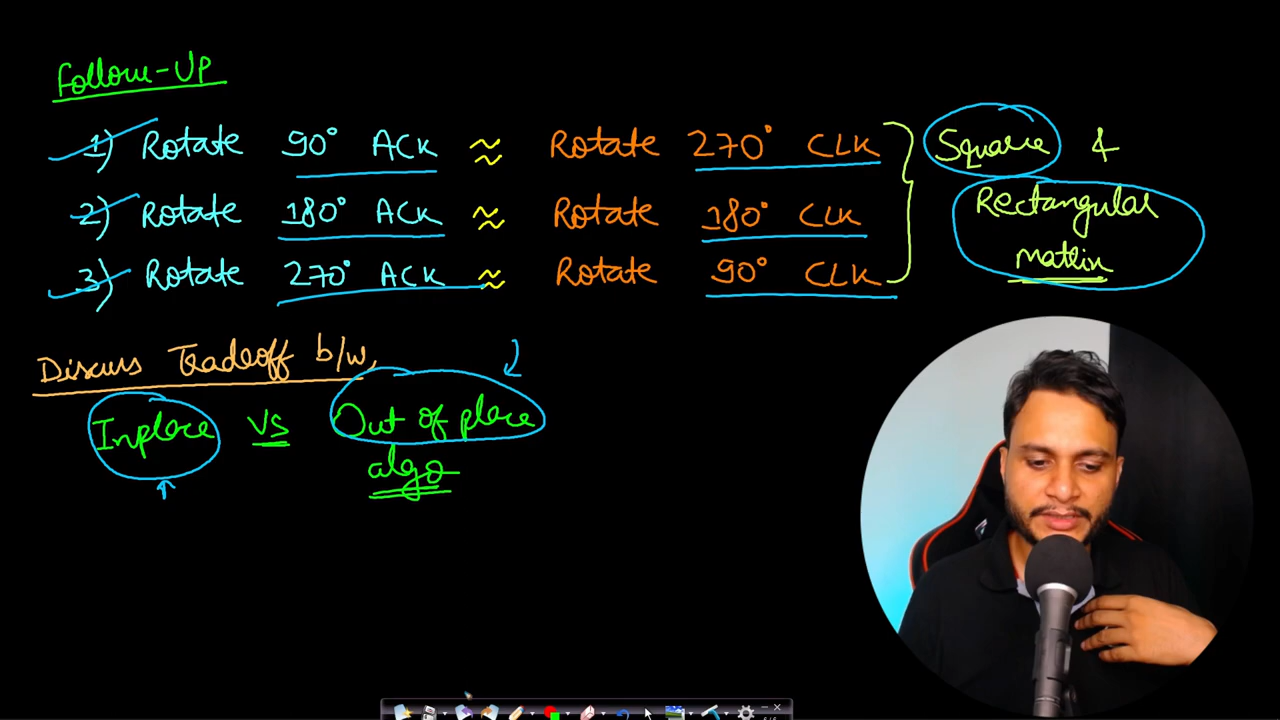 Follow-UP
1) Rotate 90° ACK ≈ Rotate 270° CLK } Square &
2) Rotate 180° ACK ≈ Rotate 180° CLK Rectangular
matrix
3) Rotate 270° ACK ≈ Rotate 90° CLK
Discuss Tradeoff b/w,
Inplace VS Out of place
algo